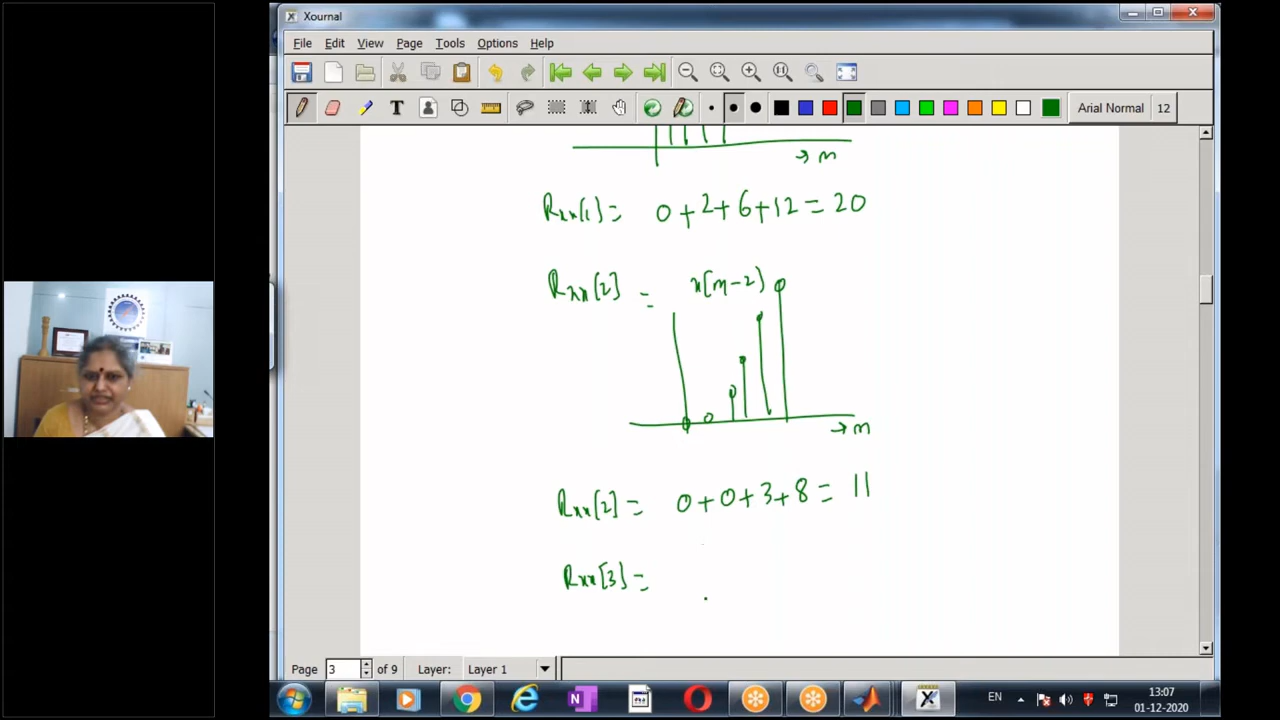 Xournal
File Edit View Page Tools Options Help
T Arial Normal 12
→ m
Rxx[1] = 0+2+6+12 = 20
Rxx[2] = x[m-2]
→ m
Rxx[2] = 0+0+3+8 = 11
Rxx[3] =
Page 3 of 9 Layer: Layer 1
EN 13:07
01-12-2020